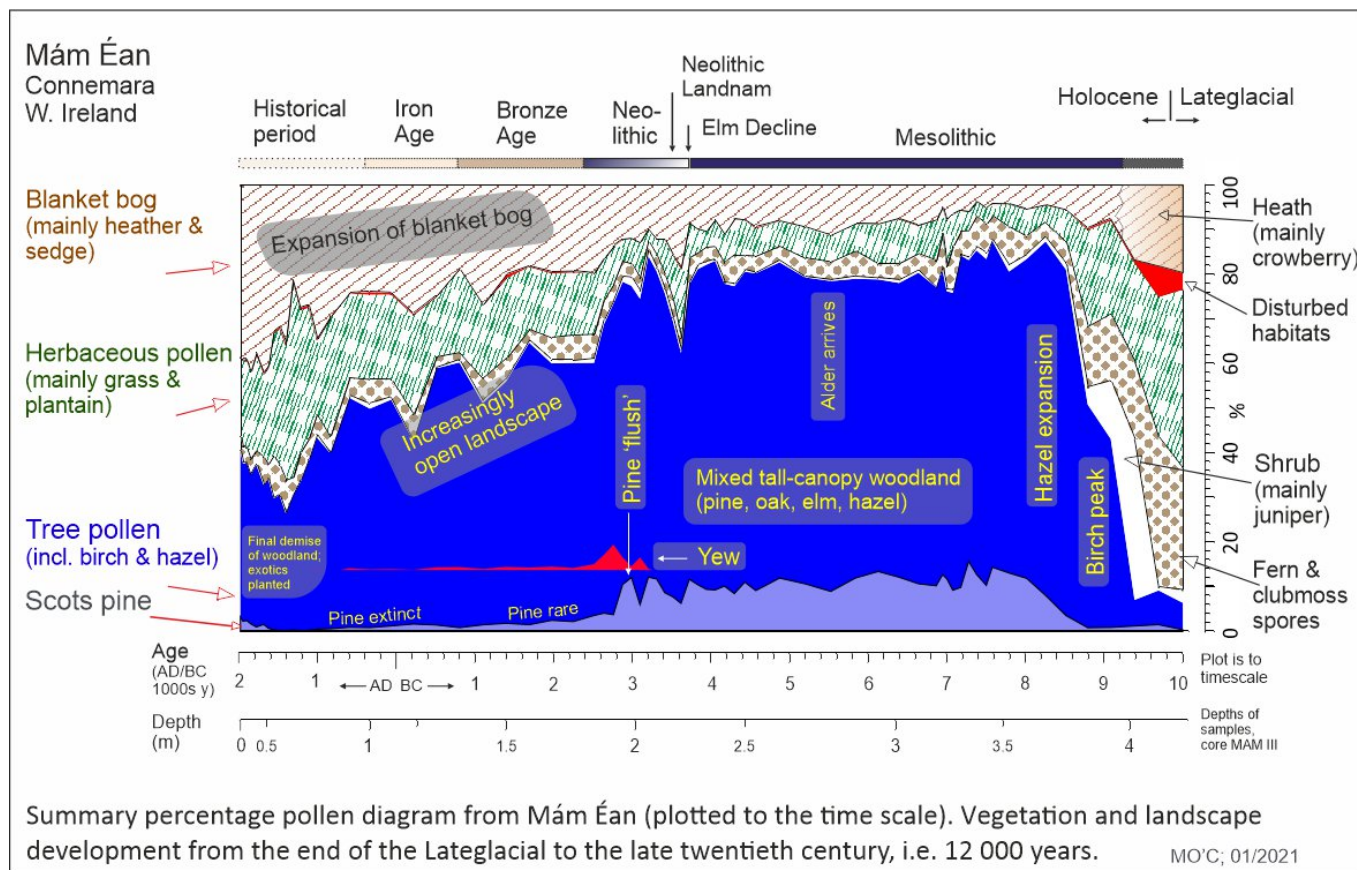 Mám Éan
Connemara
W. Ireland
Historical
period
Iron
Age
Bronze
Age
Neo-
lithic
Neolithic
Landnam
Elm Decline
Mesolithic
Holocene
Lateglacial
Blanket bog
(mainly heather &
sedge)
Herbaceous pollen
(mainly grass &
plantain)
Tree pollen
(incl. birch & hazel)
Scots pine
Expansion of blanket bog
Increasingly
open landscape
Final demise
of woodland;
exotics
planted
Pine extinct
Pine rare
Pine 'flush'
Yew
Mixed tall-canopy woodland
(pine, oak, elm, hazel)
Alder arrives
Hazel expansion
Birch peak
100
80
60
%
40
20
0
Heath
(mainly
crowberry)
Disturbed
habitats
Shrub
(mainly
juniper)
Fern &
clubmoss
spores
Age
(AD/BC
1000s y)
2 1 AD BC 1 2 3 4 5 6 7 8 9 10
Plot is to
timescale
Depth
(m)
0 0.5 1 1.5 2 2.5 3 3.5 4
Depths of
samples,
core MAM III
Summary percentage pollen diagram from Mám Éan (plotted to the time scale). Vegetation and landscape
development from the end of the Lateglacial to the late twentieth century, i.e. 12 000 years.
MO'C; 01/2021